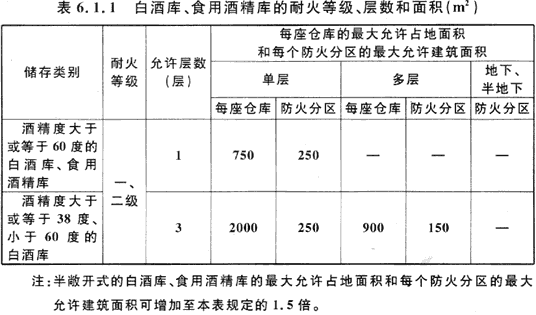 表 6.1.1 白酒库、食用酒精库的耐火等级、层数和面积(m²)
储存类别
耐火
等级
允许层数
(层)
每座仓库的最大允许占地面积
和每个防火分区的最大允许建筑面积
单层
多层
地下、
半地下
每座仓库
防火分区
每座仓库
防火分区
防火分区
酒精度大于
或等于 60 度的
白酒库、食用
酒精库
一、
二级
1
750
250
—
—
—
酒精度大于
或等于 38 度、
小于 60 度的
白酒库
3
2000
250
900
150
—
注:半敞开式的白酒库、食用酒精库的最大允许占地面积和每个防火分区的最大
允许建筑面积可增加至本表规定的 1.5 倍。